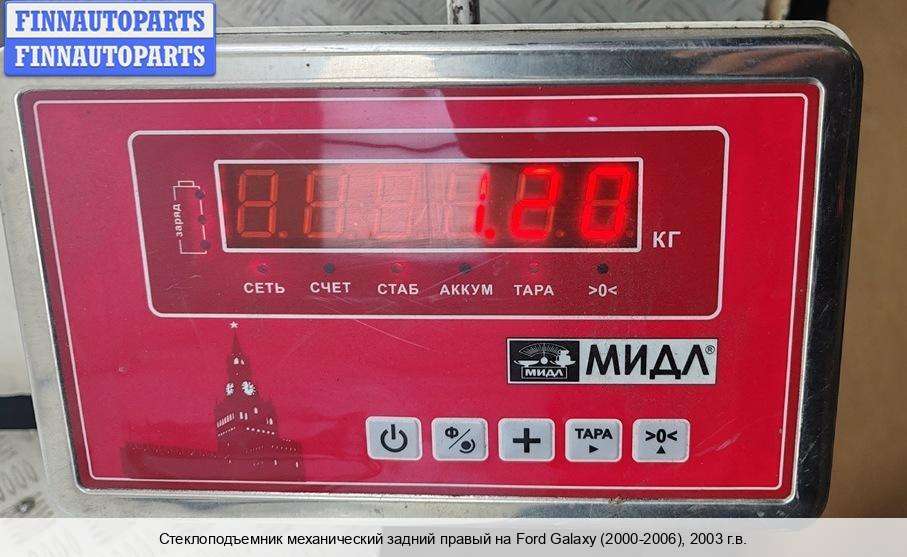 FINNAUTOPARTS
FINNAUTOPARTS
заряд
1.20
КГ
СЕТЬ СЧЕТ СТАБ АККУМ ТАРА >0<
МИДЛ МИДЛ®
Ф ТАРА >0<
Стеклоподъемник механический задний правый на Ford Galaxy (2000-2006), 2003 г.в.